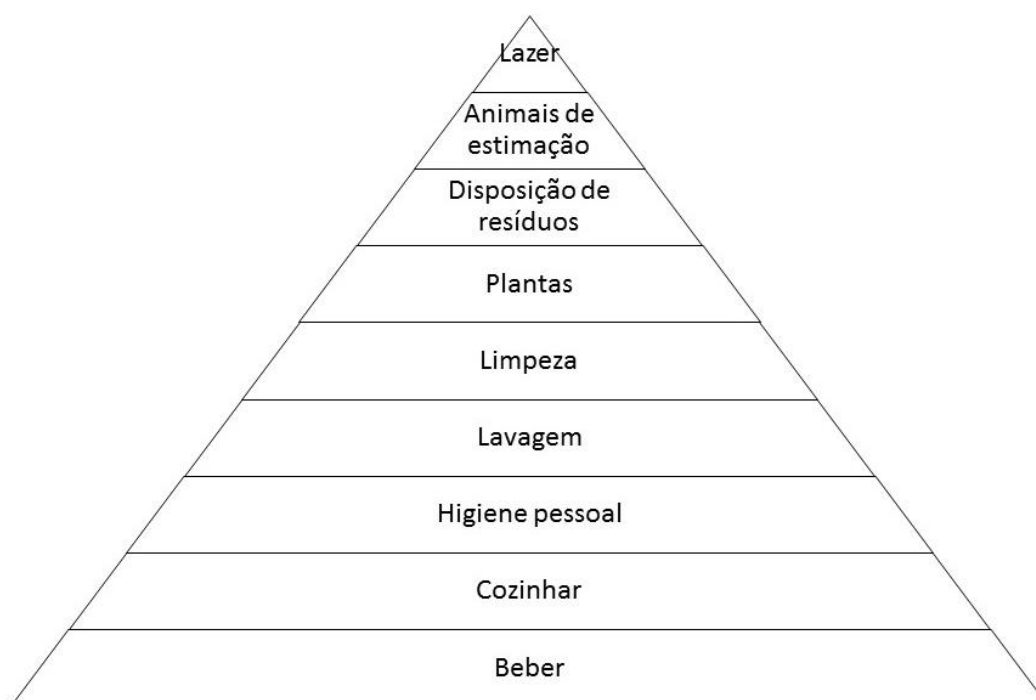 Lazer
Animais de
estimação
Disposição de
resíduos
Plantas
Limpeza
Lavagem
Higiene pessoal
Cozinhar
Beber